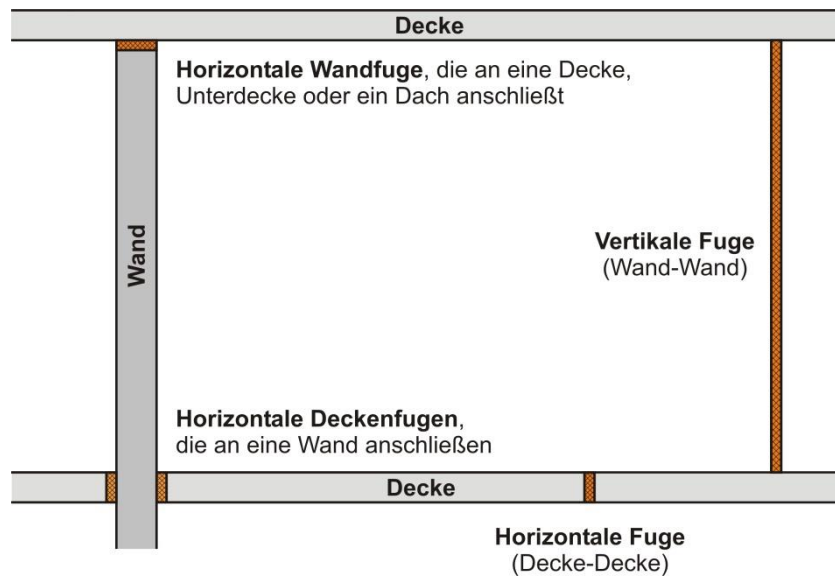 Decke
Horizontale Wandfuge, die an eine Decke,
Unterdecke oder ein Dach anschließt
Wand
Vertikale Fuge
(Wand-Wand)
Horizontale Deckenfugen,
die an eine Wand anschließen
Decke
Horizontale Fuge
(Decke-Decke)